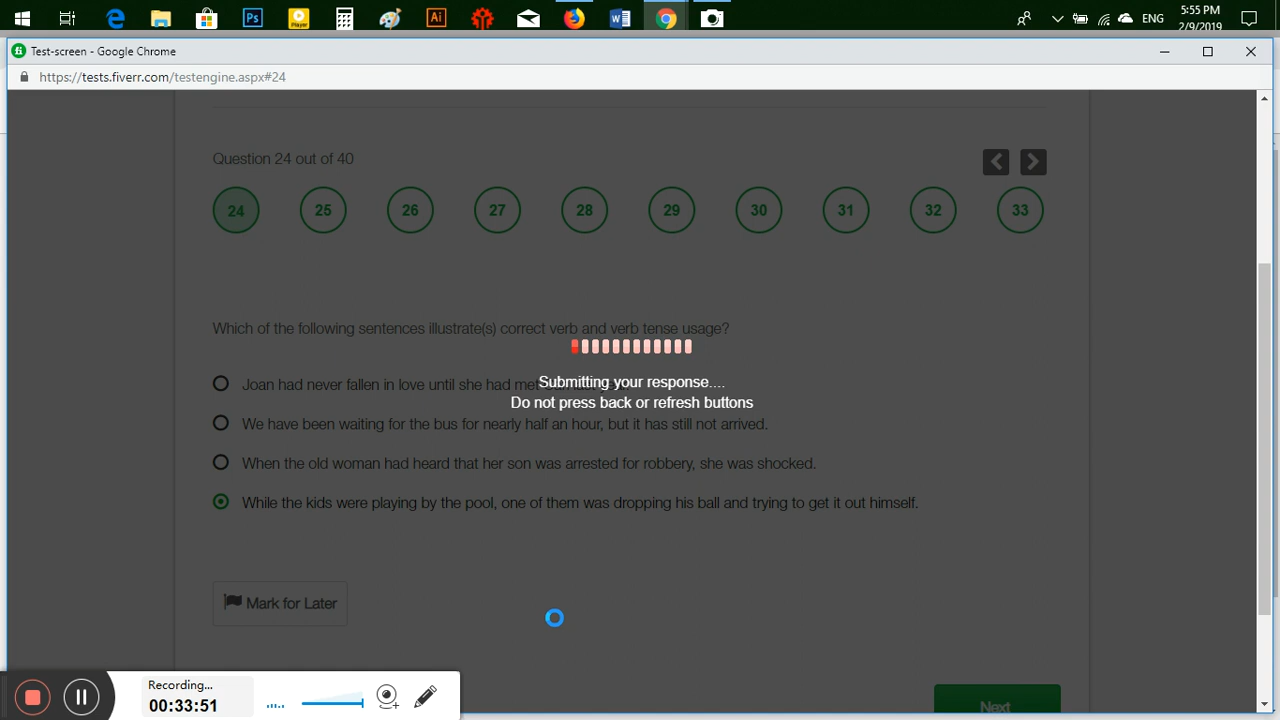 Ps
Player
Ai
W
ENG
5:55 PM
2/9/2019
fi
Test-screen - Google Chrome
https://tests.fiverr.com/testengine.aspx#24
Question 24 out of 40
24 25 26 27 28 29 30 31 32 33
Which of the following sentences illustrate(s) correct verb and verb tense usage?
Joan had never fallen in love until she had met
Submitting your response....
Do not press back or refresh buttons
We have been waiting for the bus for nearly half an hour, but it has still not arrived.
When the old woman had heard that her son was arrested for robbery, she was shocked.
While the kids were playing by the pool, one of them was dropping his ball and trying to get it out himself.
Mark for Later
Recording...
00:33:51
Next